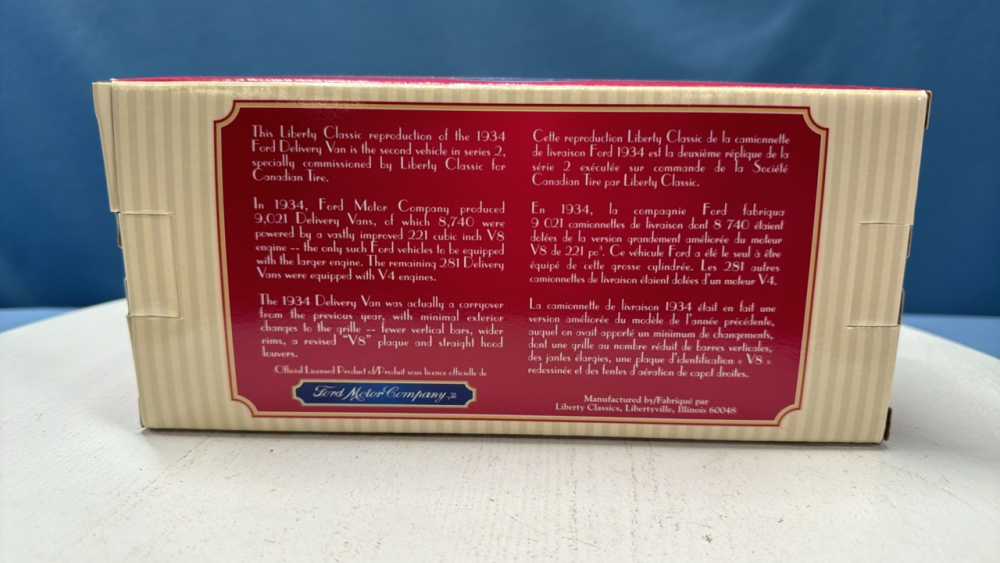 This Liberty Classic reproduction of the 1934
Ford Delivery Van is the second vehicle in series 2,
specially commissioned by Liberty Classic for
Canadian Tire.
In 1934, Ford Motor Company produced
9,021 Delivery Vans, of which 8,740 were
powered by a vastly improved 221 cubic inch V8
engine -- the only such Ford vehicles to be equipped
with the larger engine. The remaining 281 Delivery
Vans were equipped with V4 engines.
The 1934 Delivery Van was actually a carryover
from the previous year, with minimal exterior
changes to the grille -- fewer vertical bars, wider
rims, a revised "V8" plaque and straight hood
louvers.
Official Licensed Product of/Produit sous licence officielle de
Ford Motor Company
Cette reproduction Liberty Classic de la camionnette
de livraison Ford 1934 est la deuxième réplique de la
série 2 exécutée sur commande de la Société
Canadian Tire par Liberty Classic.
En 1934, la compagnie Ford fabriqua
9 021 camionnettes de livraison dont 8 740 étaient
dotées de la version grandement améliorée du moteur
V8 de 221 po³. Ce véhicule Ford a été le seul à être
équipé de cette grosse cylindrée. Les 281 autres
camionnettes de livraison étaient dotées d'un moteur V4.
La camionnette de livraison 1934 était en fait une
version améliorée du modèle de l'année précédente,
auquel on avait apporté un minimum de changements,
dont une grille au nombre réduit de barres verticales,
des jantes élargies, une plaque d'identification « V8 »
redessinée et des fentes d'aération de capot droites.
Manufactured by/Fabriqué par
Liberty Classics, Libertyville, Illinois 60048